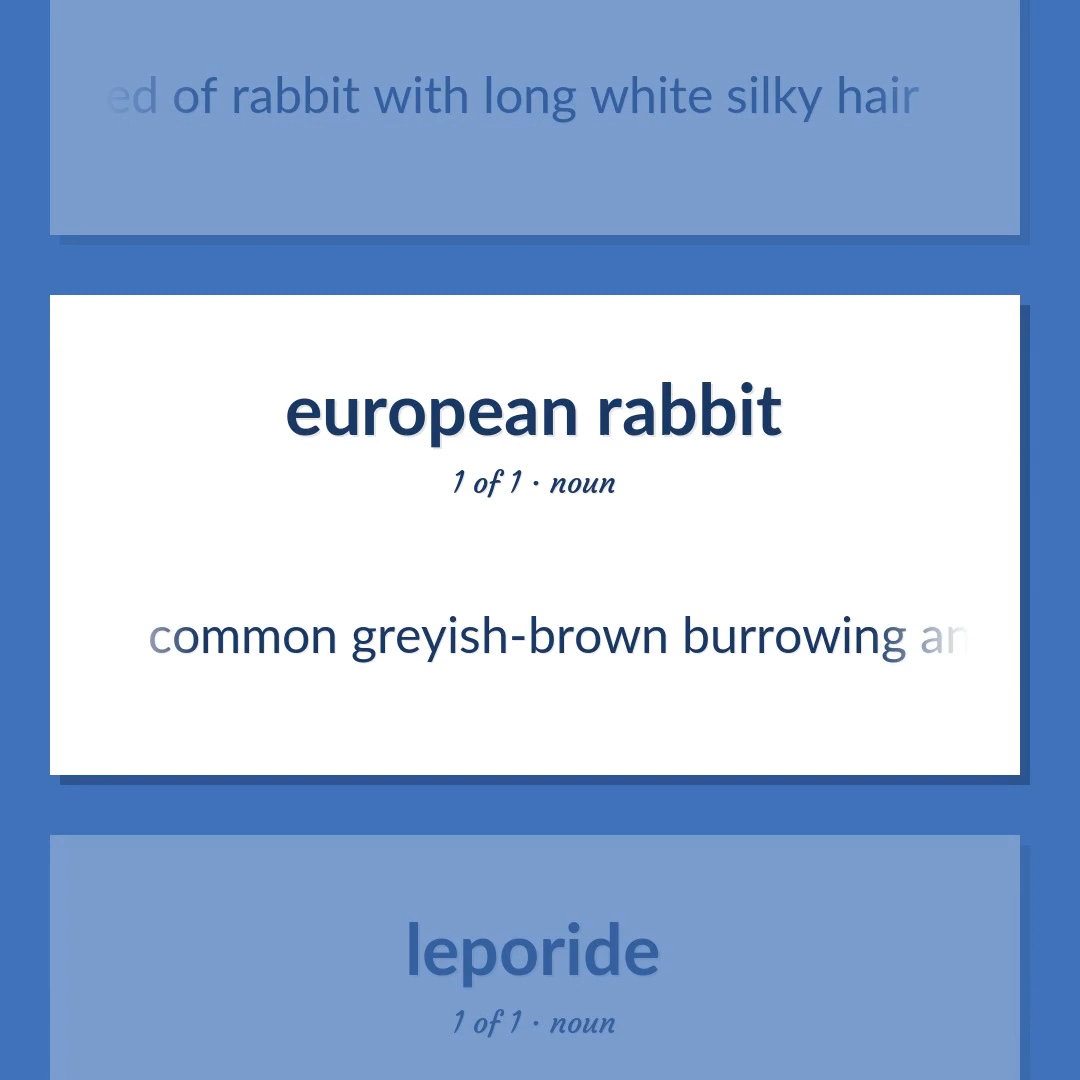 ed of rabbit with long white silky hair
european rabbit
1 of 1 · noun
common greyish-brown burrowing an
leporide
1 of 1 · noun